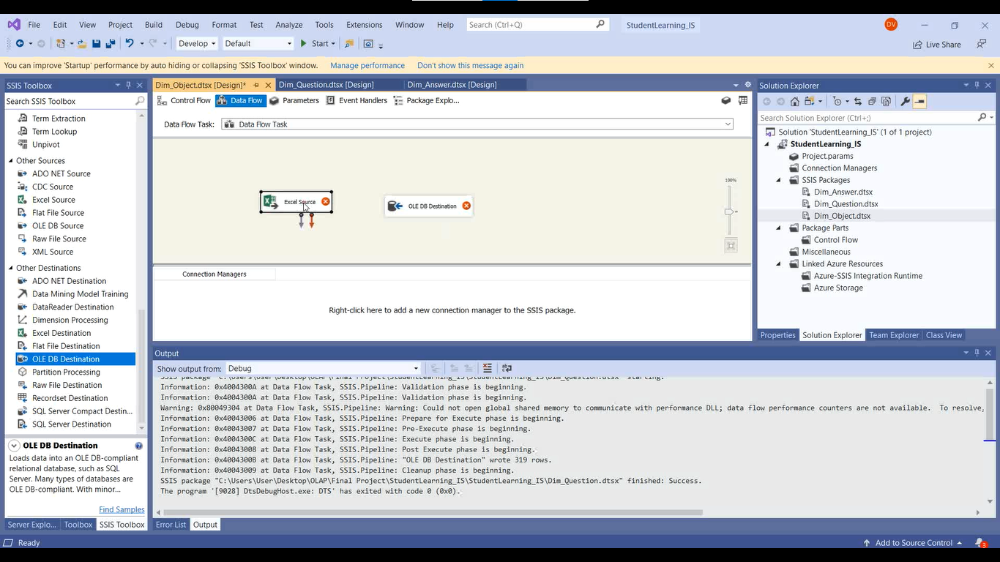 File Edit View Project Build Debug Format Test Analyze Tools Extensions Window Help Search (Ctrl+Q) StudentLearning_IS DV
Develop Default Start Live Share
You can improve 'Startup' performance by auto hiding or collapsing 'SSIS Toolbox' window. Manage performance Don't show this message again
SSIS Toolbox
Search SSIS Toolbox
Term Extraction
Term Lookup
Unpivot
Other Sources
ADO NET Source
CDC Source
Excel Source
Flat File Source
OLE DB Source
Raw File Source
XML Source
Other Destinations
ADO NET Destination
Data Mining Model Training
DataReader Destination
Dimension Processing
Excel Destination
Flat File Destination
OLE DB Destination
Partition Processing
Raw File Destination
Recordset Destination
SQL Server Compact Destin...
SQL Server Destination
OLE DB Destination
Loads data into an OLE DB-compliant
relational database, such as SQL
Server. Many types of databases are
OLE DB-compliant. With minor...
Find Samples
Server Explo... Toolbox SSIS Toolbox
Dim_Object.dtsx [Design]* Dim_Question.dtsx [Design] Dim_Answer.dtsx [Design]
Control Flow Data Flow Parameters Event Handlers Package Explo...
Data Flow Task: Data Flow Task
100%
Excel Source OLE DB Destination
Connection Managers
Right-click here to add a new connection manager to the SSIS package.
Output
Show output from: Debug
SSIS package "C:\Users\User\Desktop\OLAP\Final Project\StudentLearning_IS\StudentLearning_IS\Dim_Question.dtsx" starting.
Information: 0x4004300A at Data Flow Task, SSIS.Pipeline: Validation phase is beginning.
Information: 0x4004300A at Data Flow Task, SSIS.Pipeline: Validation phase is beginning.
Warning: 0x80049304 at Data Flow Task, SSIS.Pipeline: Warning: Could not open global shared memory to communicate with performance DLL; data flow performance counters are not available. To resolve,
Information: 0x40043006 at Data Flow Task, SSIS.Pipeline: Prepare for Execute phase is beginning.
Information: 0x40043007 at Data Flow Task, SSIS.Pipeline: Pre-Execute phase is beginning.
Information: 0x4004300C at Data Flow Task, SSIS.Pipeline: Execute phase is beginning.
Information: 0x40043008 at Data Flow Task, SSIS.Pipeline: Post Execute phase is beginning.
Information: 0x4004300B at Data Flow Task, SSIS.Pipeline: "OLE DB Destination" wrote 319 rows.
Information: 0x40043009 at Data Flow Task, SSIS.Pipeline: Cleanup phase is beginning.
SSIS package "C:\Users\User\Desktop\OLAP\Final Project\StudentLearning_IS\StudentLearning_IS\Dim_Question.dtsx" finished: Success.
The program '[9028] DtsDebugHost.exe: DTS' has exited with code 0 (0x0).
Error List Output
Solution Explorer
Search Solution Explorer (Ctrl+;)
Solution 'StudentLearning_IS' (1 of 1 project)
StudentLearning_IS
Project.params
Connection Managers
SSIS Packages
Dim_Answer.dtsx
Dim_Question.dtsx
Dim_Object.dtsx
Package Parts
Control Flow
Miscellaneous
Linked Azure Resources
Azure-SSIS Integration Runtime
Azure Storage
Properties Solution Explorer Team Explorer Class View
Ready Add to Source Control 3